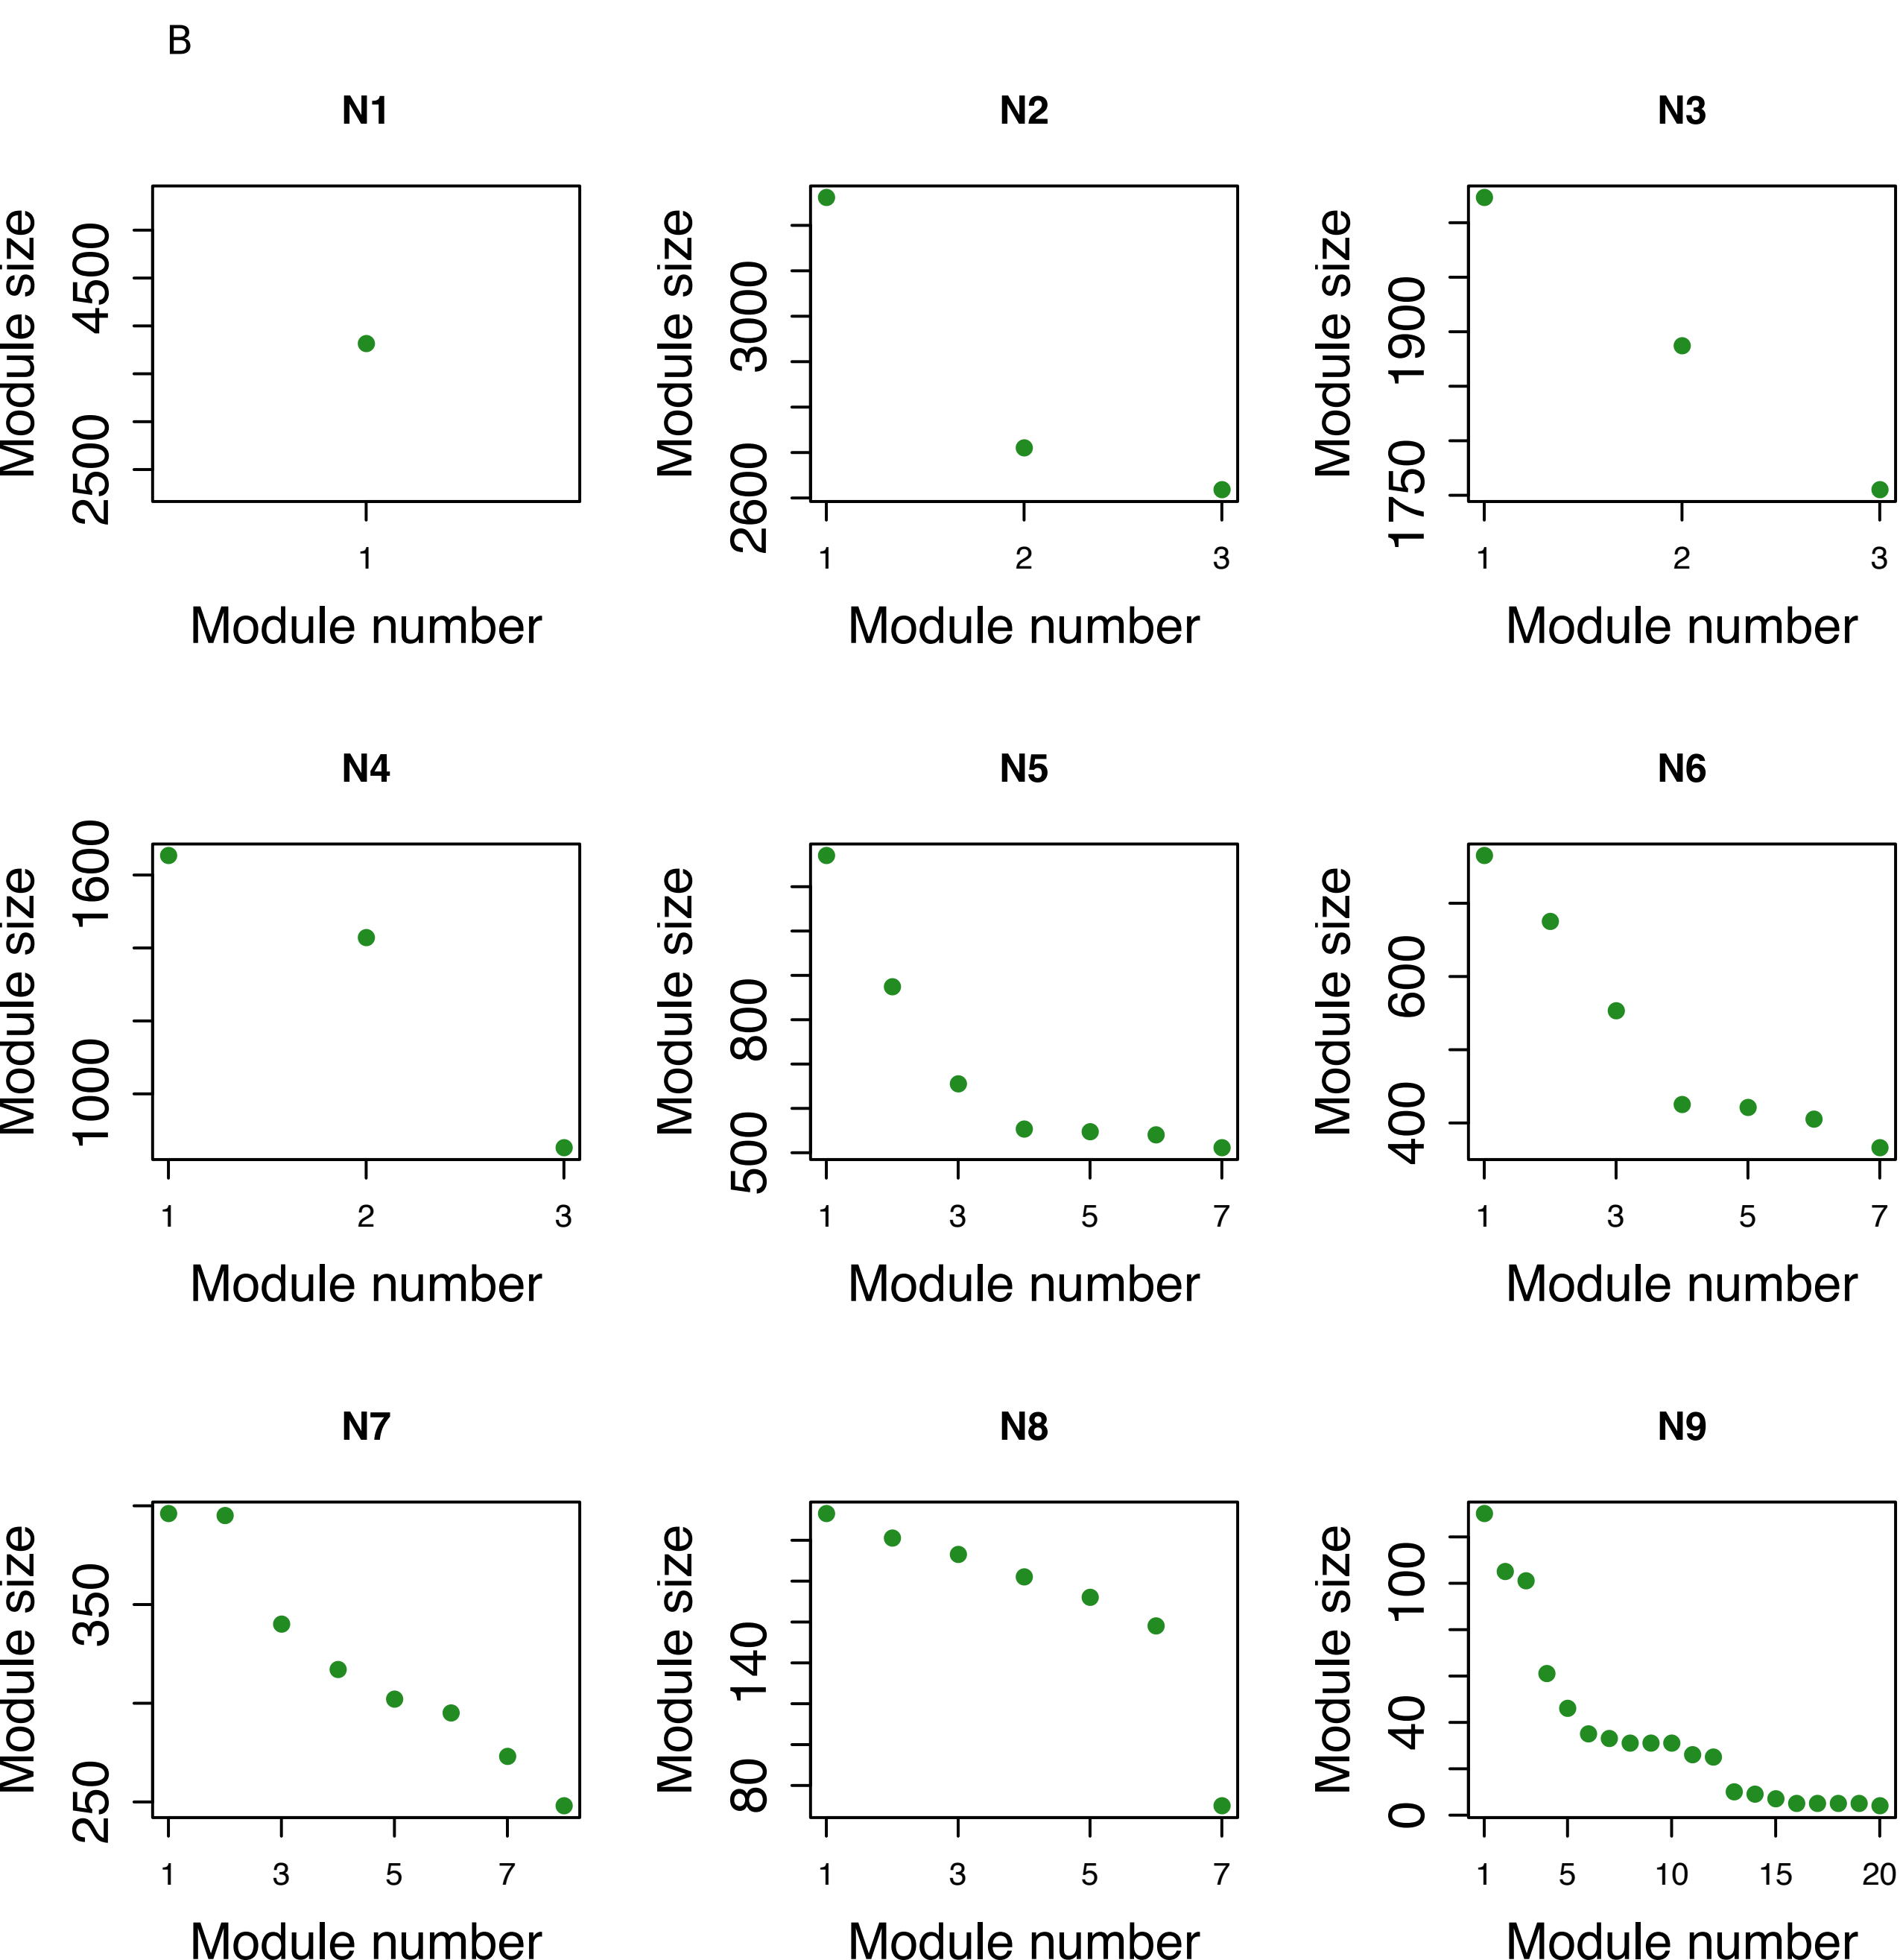 B
N1
Module size
4500
2500
1
Module number
N2
Module size
3000
2600
1 2 3
Module number
N3
Module size
1900
1750
1 2 3
Module number
N4
Module size
1600
1000
1 2 3
Module number
N5
Module size
800
500
1 3 5 7
Module number
N6
Module size
600
400
1 3 5 7
Module number
N7
Module size
350
250
1 3 5 7
Module number
N8
Module size
140
80
1 3 5 7
Module number
N9
Module size
100
40
0
1 5 10 15 20
Module number